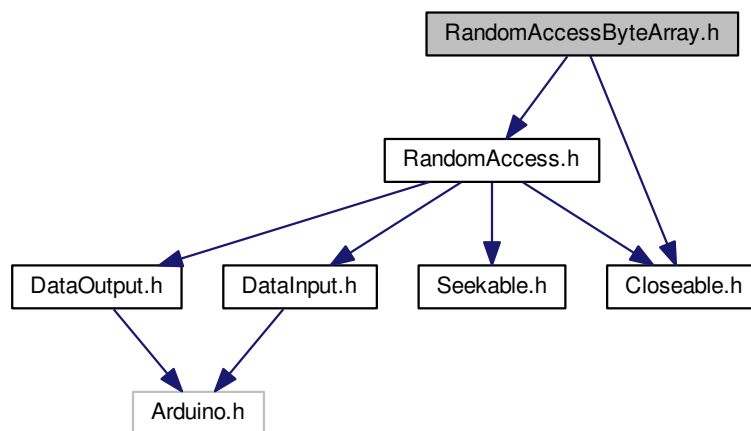 RandomAccessByteArray.h
RandomAccess.h
DataOutput.h
DataInput.h
Seekable.h
Closeable.h
Arduino.h